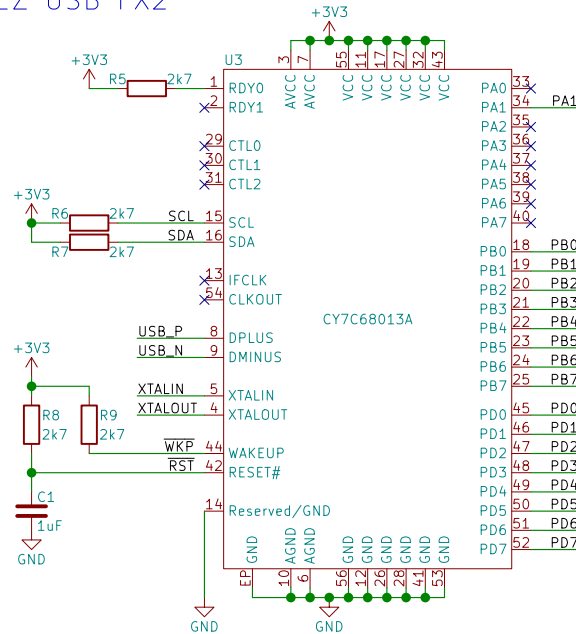 EZ USB FX2
+3V3
+3V3
U3
R5 2k7
3 7 55 11 17 27 32 43
AVCC AVCC VCC VCC VCC VCC VCC VCC
1 RDY0
2 RDY1
29 CTL0
30 CTL1
31 CTL2
+3V3
R6 2k7 SCL 15 SCL
R7 2k7 SDA 16 SDA
13 IFCLK
54 CLKOUT
CY7C68013A
USB_P 8 DPLUS
USB_N 9 DMINUS
+3V3
XTALIN 5 XTALIN
XTALOUT 4 XTALOUT
R8 2k7
R9 2k7
WKP 44 WAKEUP
RST 42 RESET#
C1
1uF
GND
14 Reserved/GND
PA0 33
PA1 34 PA1
PA2 35
PA3 36
PA4 37
PA5 38
PA6 39
PA7 40
PB0 18 PB0
PB1 19 PB1
PB2 20 PB2
PB3 21 PB3
PB4 22 PB4
PB5 23 PB5
PB6 24 PB6
PB7 25 PB7
PD0 45 PD0
PD1 46 PD1
PD2 47 PD2
PD3 48 PD3
PD4 49 PD4
PD5 50 PD5
PD6 51 PD6
PD7 52 PD7
GND AGND AGND GND GND GND GND GND GND
EP 10 6 56 12 26 28 41 53
GND
GND